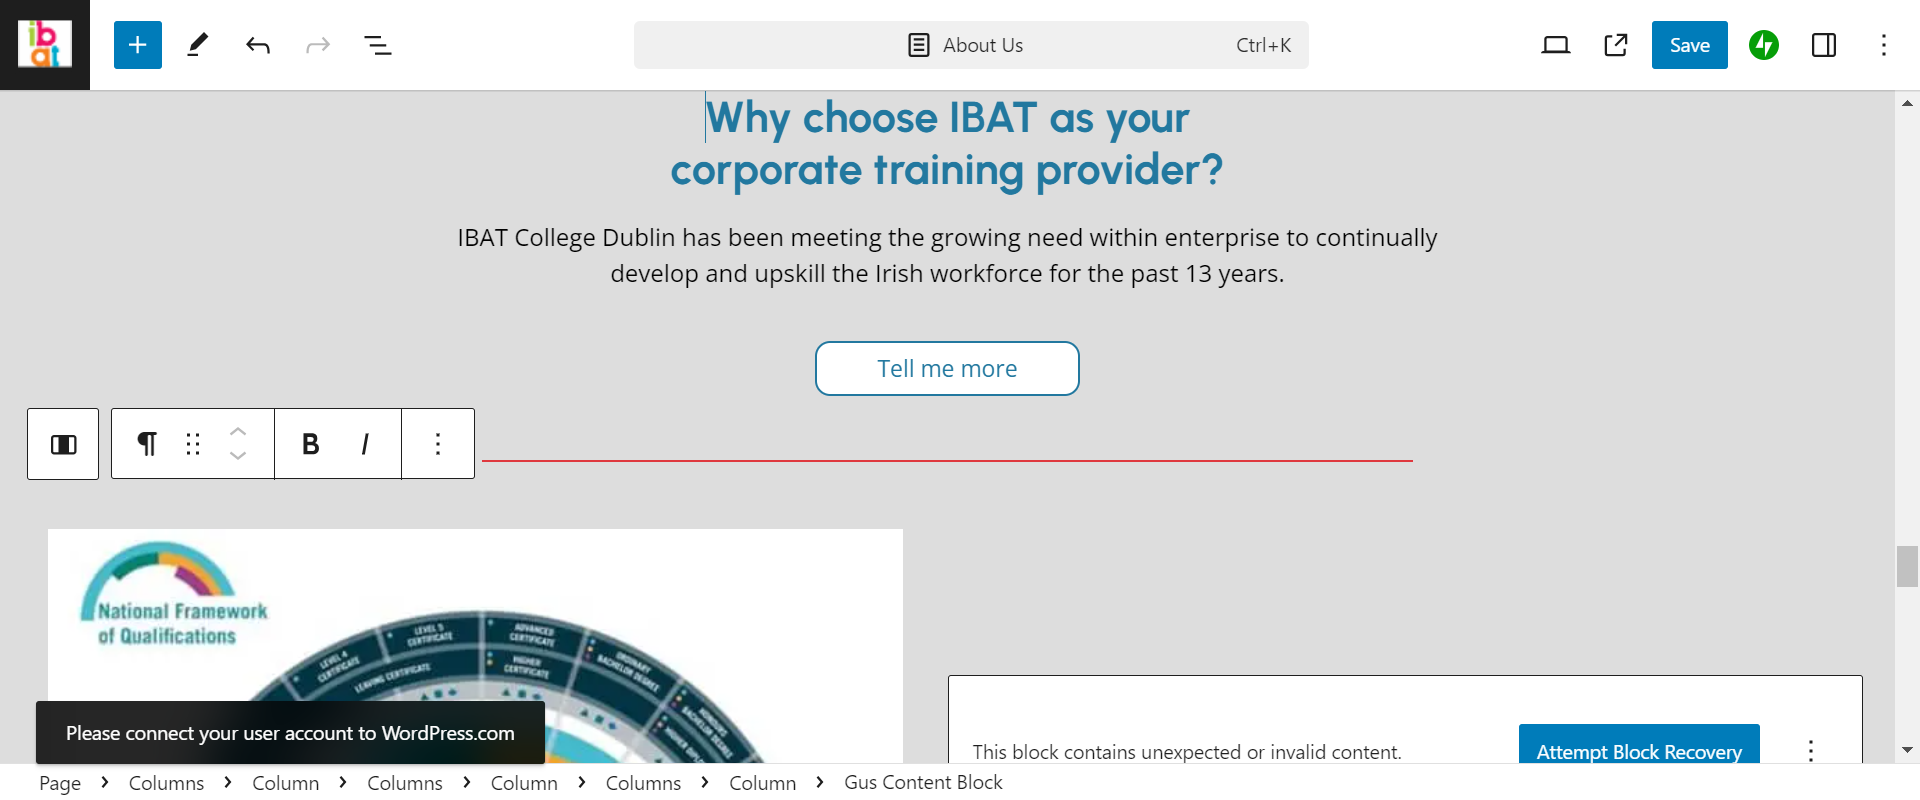 ib
at
About Us
Ctrl+K
Save
Why choose IBAT as your
corporate training provider?
IBAT College Dublin has been meeting the growing need within enterprise to continually
develop and upskill the Irish workforce for the past 13 years.
Tell me more
B I
National Framework
of Qualifications
LEVEL 4
CERTIFICATE
LEVEL 5
CERTIFICATE
ADVANCED
CERTIFICATE
LEAVING CERTIFICATE
HIGHER
CERTIFICATE
ORDINARY
BACHELOR DEGREE
HONOURS
BACHELOR DEGREE
Please connect your user account to WordPress.com
This block contains unexpected or invalid content.
Attempt Block Recovery
Page > Columns > Column > Columns > Column > Columns > Column > Gus Content Block